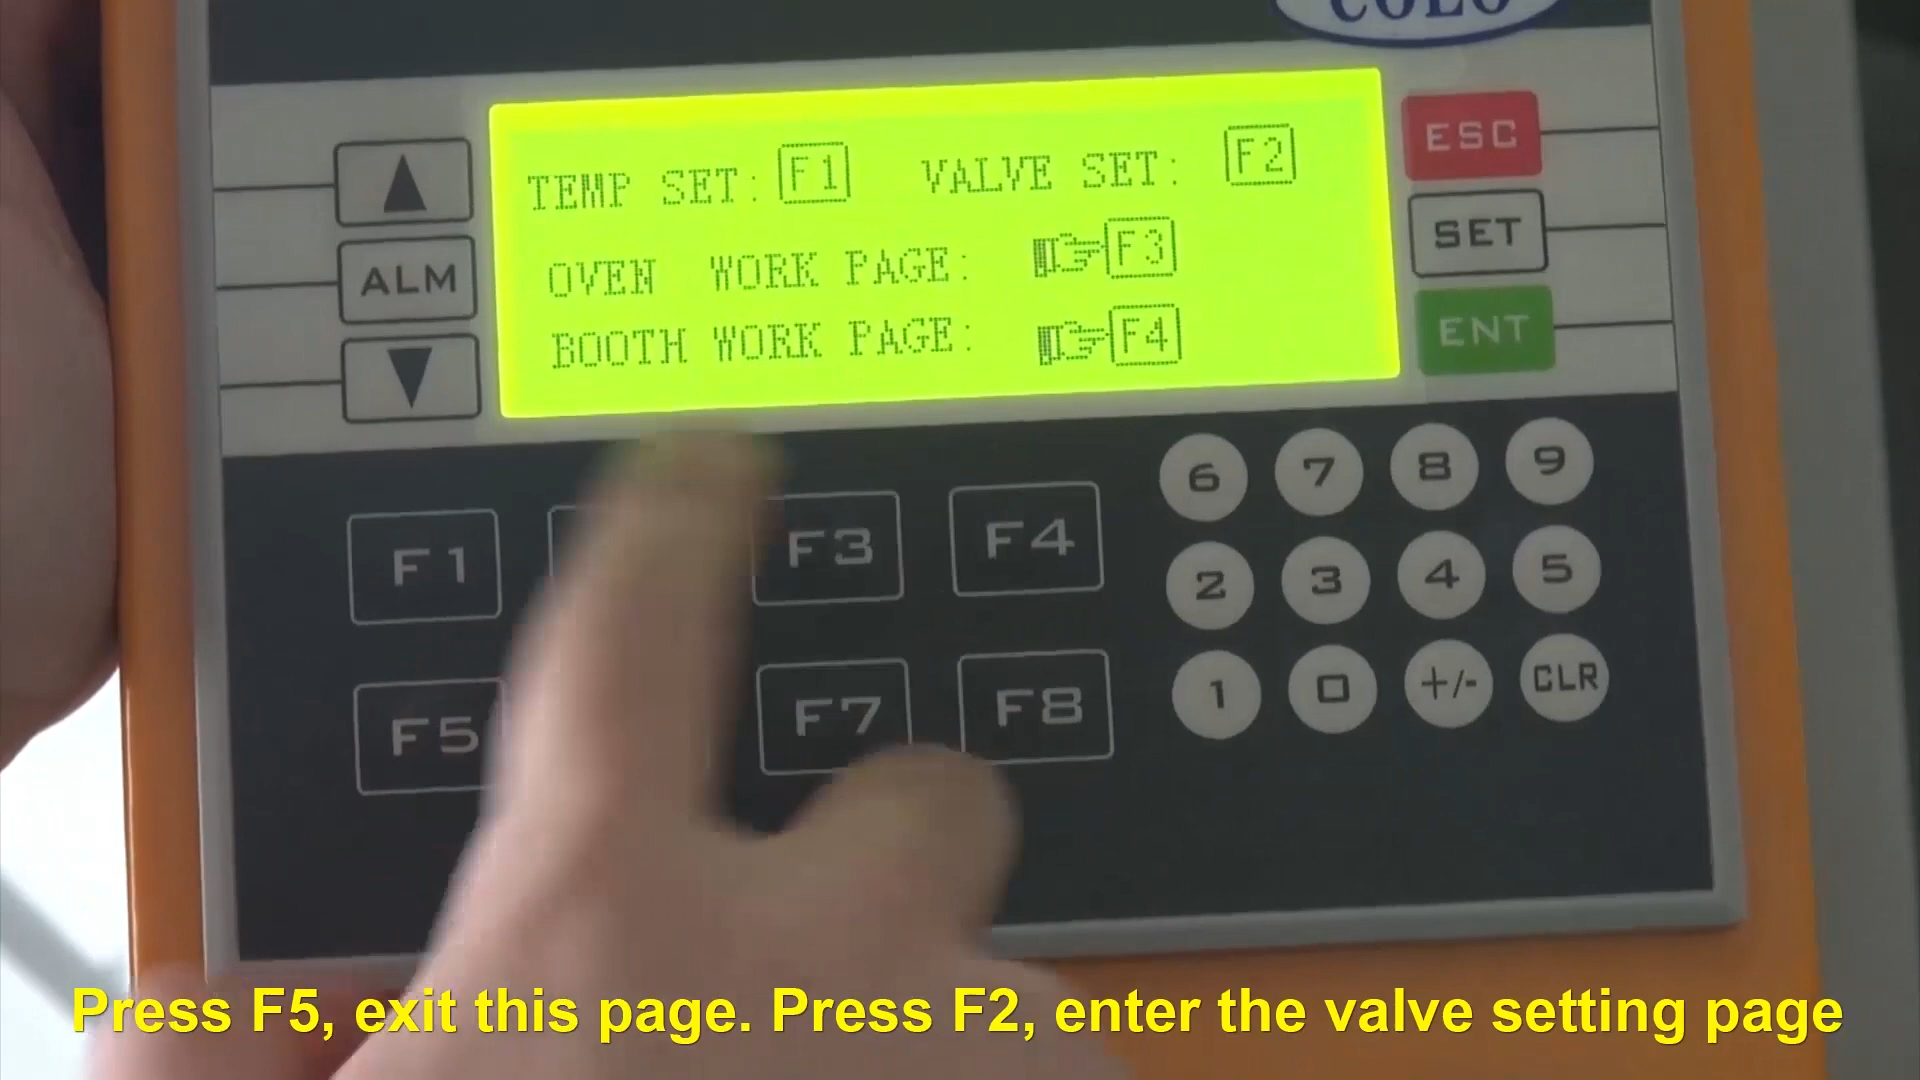 COLO
TEMP SET: F1 VALVE SET: F2
OVEN WORK PAGE: F3
BOOTH WORK PAGE: F4
ALM
ESC
SET
ENT
F1 F3 F4
F5 F7 F8
6 7 8 9
2 3 4 5
1 0 +/- CLR
Press F5, exit this page. Press F2, enter the valve setting page